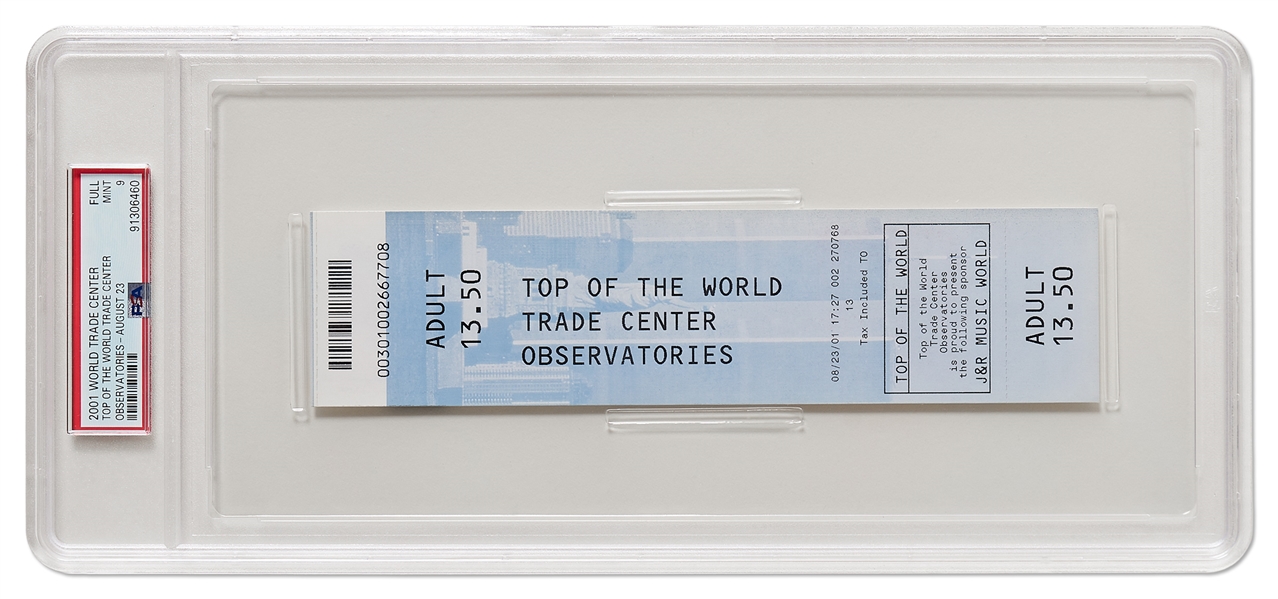 2001 WORLD TRADE CENTER FULL
TOP OF THE WORLD TRADE CENTER MINT
OBSERVATORIES – AUGUST 23 9
PSA 91306460
003010002667708
ADULT
13.50
TOP OF THE WORLD
TRADE CENTER
OBSERVATORIES
08/23/01 17:27 002 270768
13
Tax Included TO
TOP OF THE WORLD
Top of the World
Trade Center
Observatories
is proud to present
the following sponsor
J&R MUSIC WORLD
ADULT
13.50